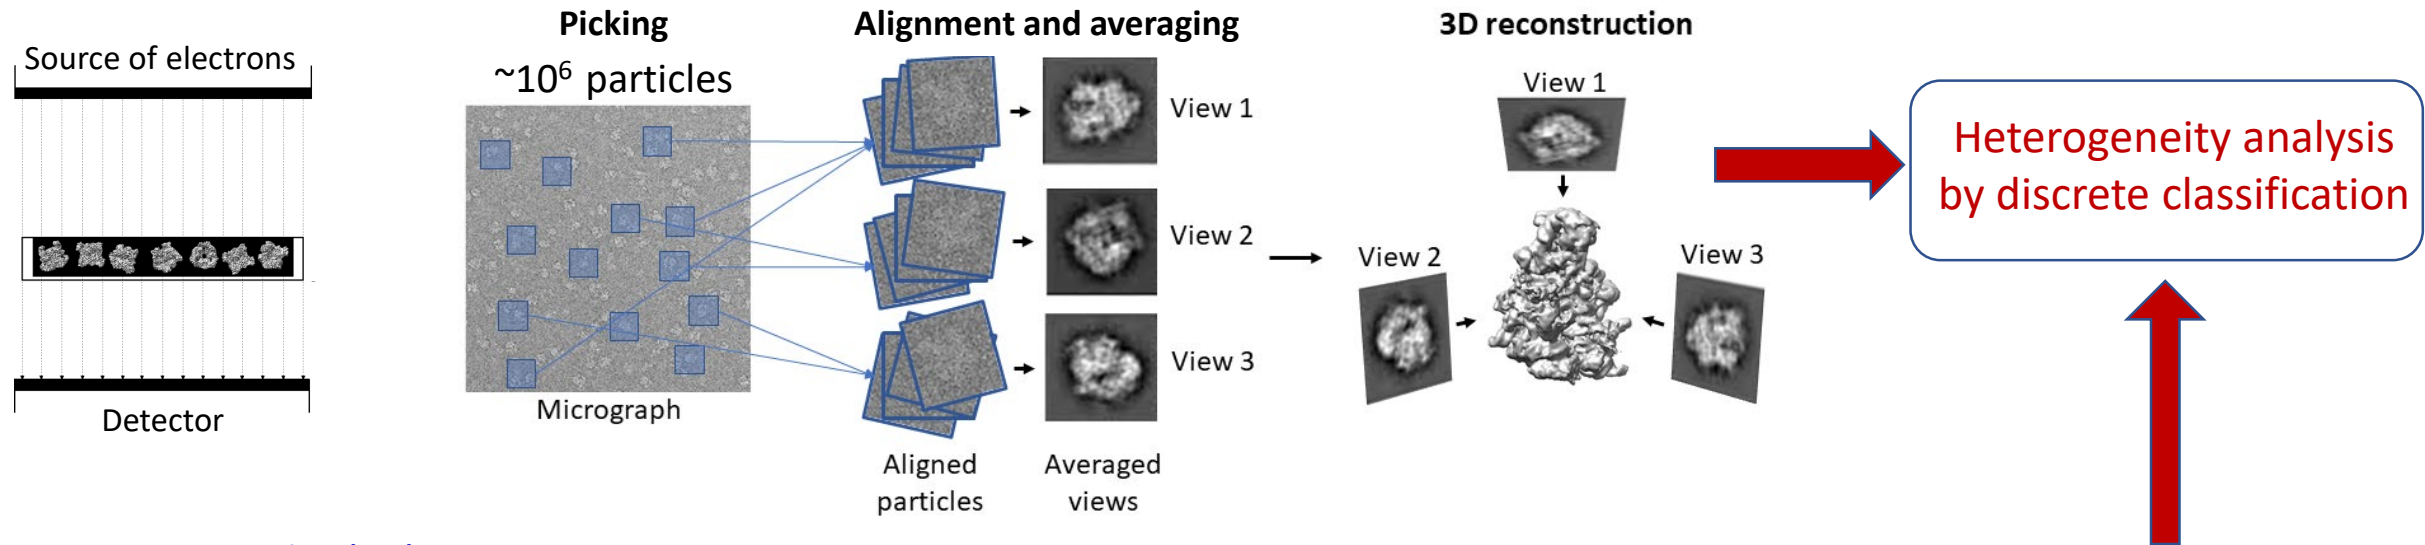 Source of electrons
Detector
Picking
~10⁶ particles
Micrograph
Alignment and averaging
View 1
View 2
View 3
Aligned
particles
Averaged
views
3D reconstruction
View 1
View 2
View 3
Heterogeneity analysis
by discrete classification